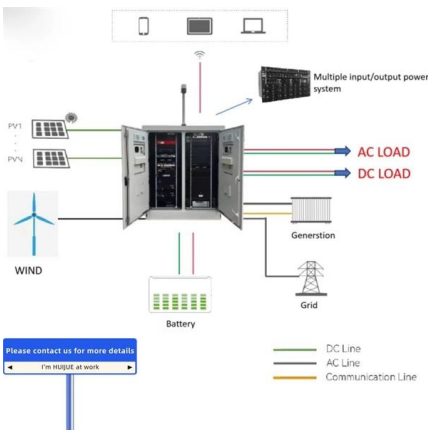 Multiple input/output power
system
PV1
PVN
AC LOAD
DC LOAD
WIND
Generstion
Grid
Battery
Please contact us for more details
I'm HUIJUE at work
DC Line
AC Line
Communication Line